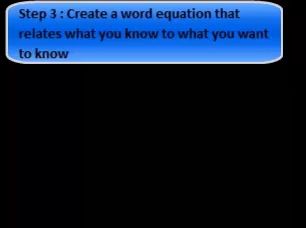 Step 3 : Create a word equation that
relates what you know to what you want
to know